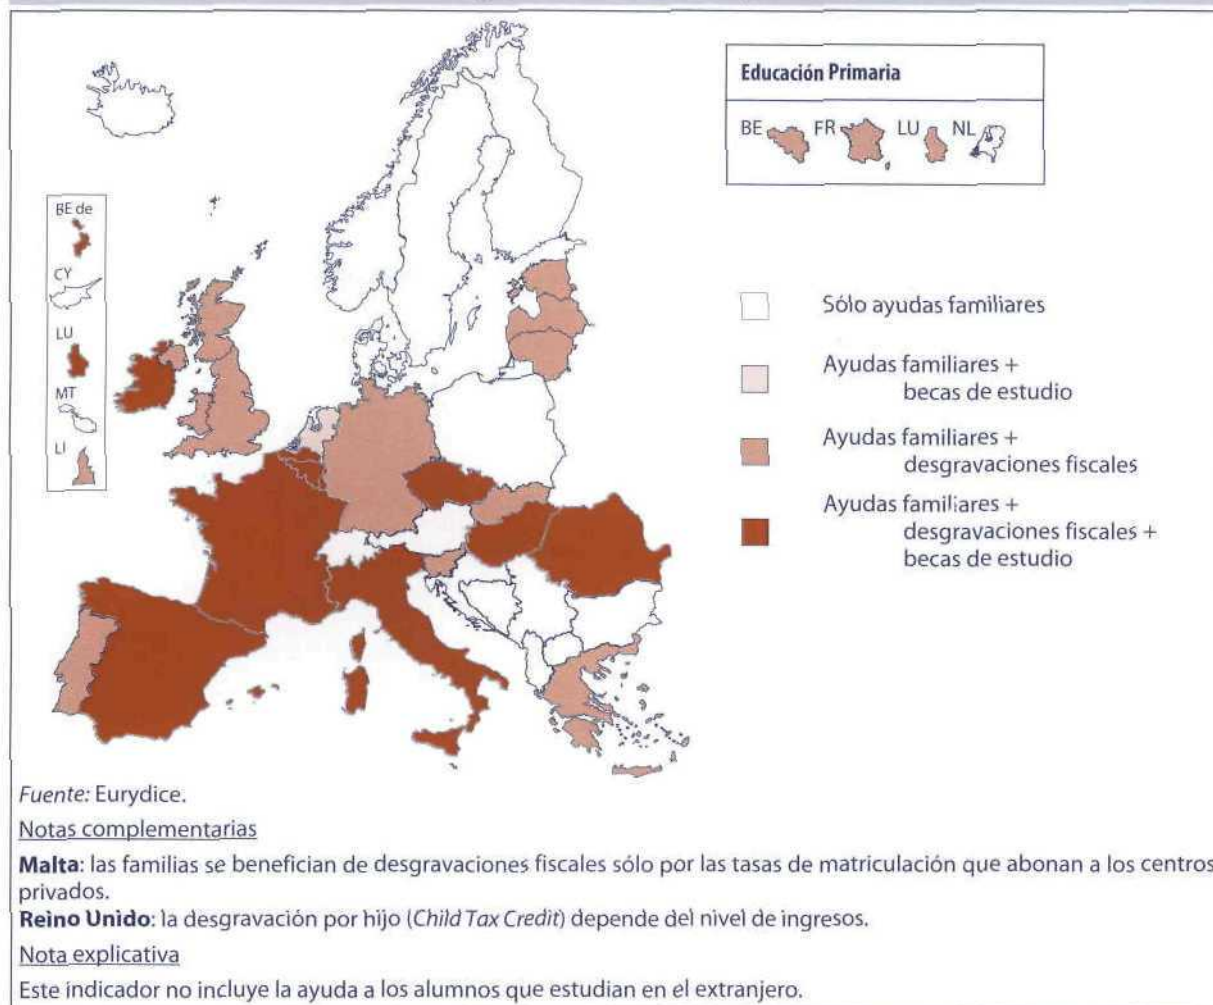 Educación Primaria
BE FR LU NL
BE de
CY
LU
MT
LI
Sólo ayudas familiares
Ayudas familiares +
becas de estudio
Ayudas familiares +
desgravaciones fiscales
Ayudas familiares +
desgravaciones fiscales +
becas de estudio
Fuente: Eurydice.
Notas complementarias
Malta: las familias se benefician de desgravaciones fiscales sólo por las tasas de matriculación que abonan a los centros
privados.
Reino Unido: la desgravación por hijo (Child Tax Credit) depende del nivel de ingresos.
Nota explicativa
Este indicador no incluye la ayuda a los alumnos que estudian en el extranjero.